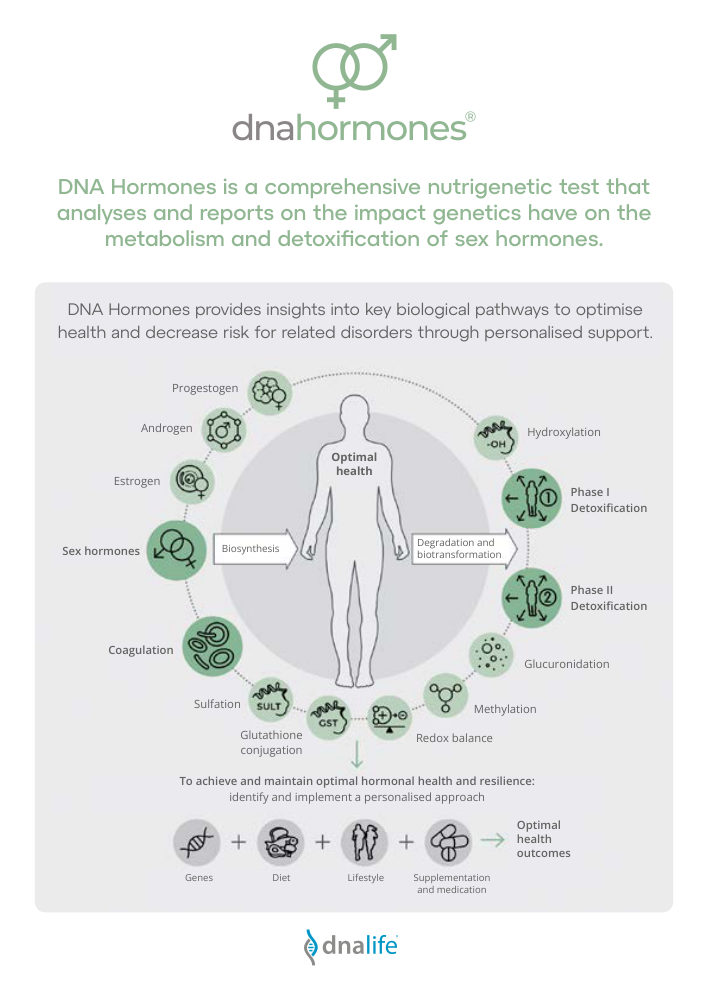 dnahormones®
DNA Hormones is a comprehensive nutrigenetic test that
analyses and reports on the impact genetics have on the
metabolism and detoxification of sex hormones.
DNA Hormones provides insights into key biological pathways to optimise
health and decrease risk for related disorders through personalised support.
Progestogen
Androgen
Estrogen
Sex hormones
Coagulation
Sulfation
SULT
Glutathione
conjugation
GST
Optimal
health
Biosynthesis
Degradation and
biotransformation
-OH
Hydroxylation
1
Phase I
Detoxification
2
Phase II
Detoxification
Glucuronidation
Methylation
Redox balance
To achieve and maintain optimal hormonal health and resilience:
identify and implement a personalised approach
+
+
+
Genes
Diet
Lifestyle
Supplementation
and medication
Optimal
health
outcomes
dnalife